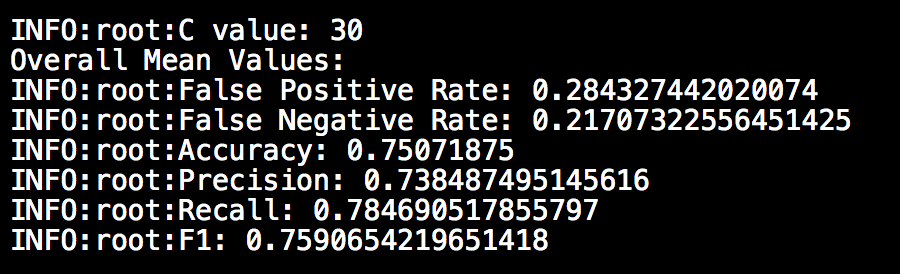 INFO:root:C value: 30
Overall Mean Values:
INFO:root:False Positive Rate: 0.284327442020074
INFO:root:False Negative Rate: 0.21707322556451425
INFO:root:Accuracy: 0.75071875
INFO:root:Precision: 0.738487495145616
INFO:root:Recall: 0.784690517855797
INFO:root:F1: 0.7590654219651418